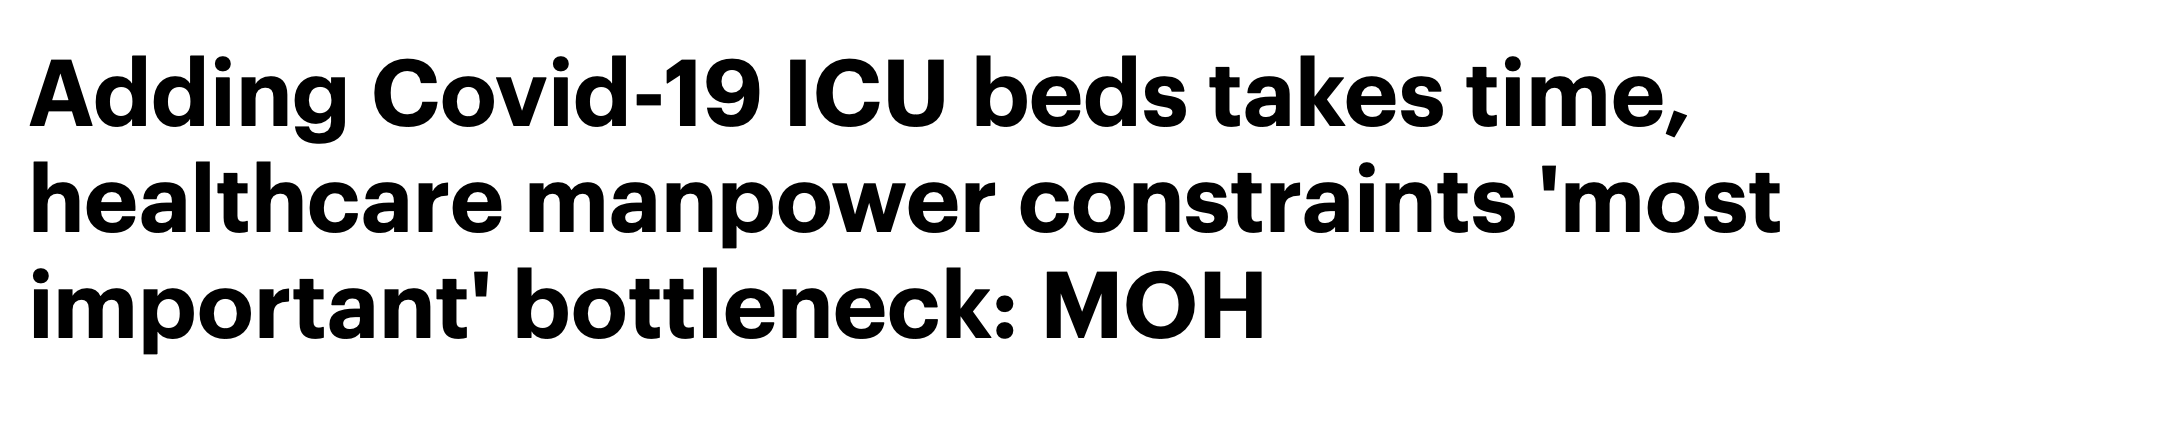 Adding Covid-19 ICU beds takes time,
healthcare manpower constraints 'most
important' bottleneck: MOH